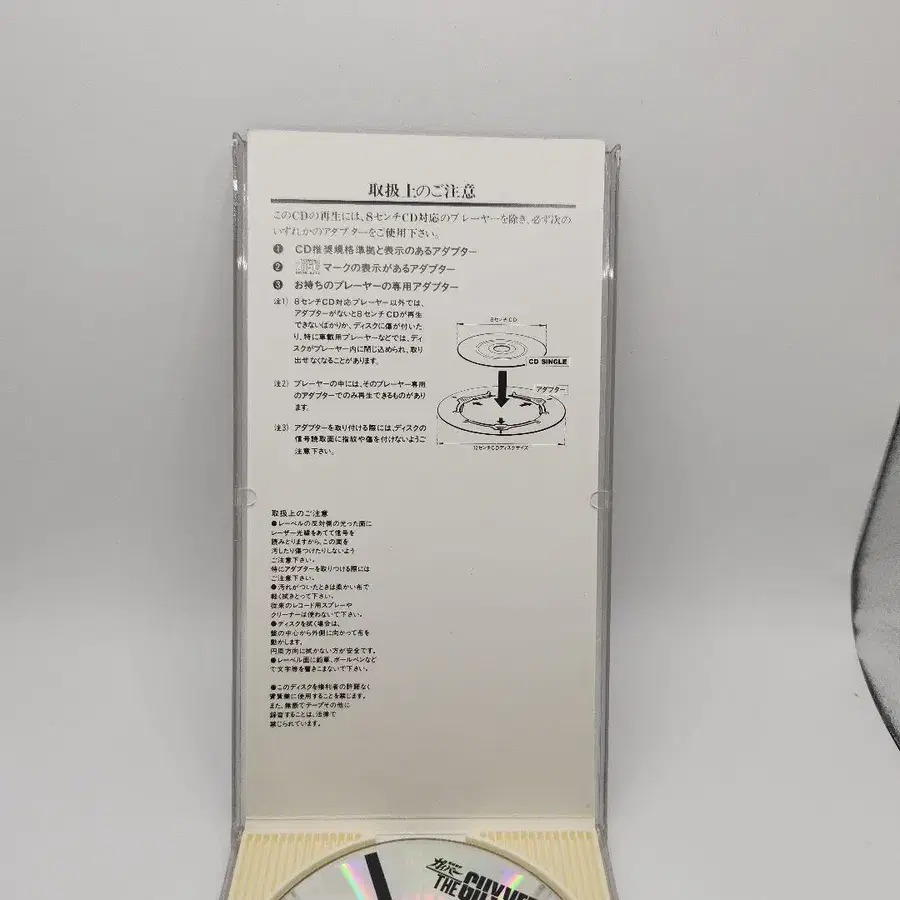 取扱上のご注意
このCDの再生には、8センチCD対応のプレーヤーを除き、必ず次の
いずれかのアダプターをご使用下さい。
❶ CD推奨規格準拠と表示のあるアダプター
❷ マークの表示があるアダプター
❸ お持ちのプレーヤーの専用アダプター
注1) 8センチCD対応プレーヤー以外では、
アダプターがないと8センチCDが再生
できないばかりか、ディスクに傷が付いた
り、特に車載用プレーヤーなどでは、ディ
スクがプレーヤー内に閉じ込められ、取り
出せなくなることがあります。
注2) プレーヤーの中には、そのプレーヤー専用
のアダプターでのみ再生できるものがあり
ます。
注3) アダプターを取り付ける際には、ディスクの
信号読取面に指紋や傷を付けないようご
注意下さい。
8センチCD
CD SINGLE
アダプター
12センチCDディスクサイズ
取扱上のご注意
●レーベルの反対側の光った面に
レーザー光線をあてて信号を
読みとりますから、この面を
汚したり傷つけたりしないよう
ご注意下さい。
特にアダプターを取りつける際には
ご注意下さい。
●汚れがついたときは柔かい布で
軽く拭きとって下さい。
従来のレコード用スプレーや
クリーナーは使わないで下さい。
●ディスクを拭く場合は、
盤の中心から外側に向かって布を
動かします。
円周方向に拭かない方が安全です。
●レーベル面に鉛筆、ボールペンなど
で文字等を書きこまないで下さい。
●このディスクを権利者の許諾なく
賃貸業に使用することを禁じます。
また、無断でテープその他に
録音することは、法律で
禁じられています。
ガイバー
THE GUYVER